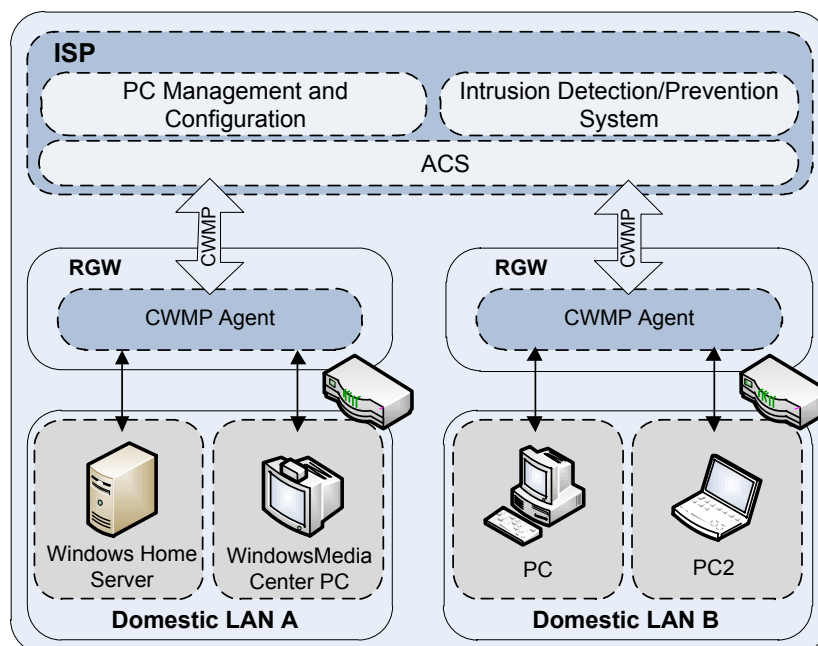 ISP
PC Management and
Configuration
Intrusion Detection/Prevention
System
ACS
CWMP
CWMP
RGW
CWMP Agent
RGW
CWMP Agent
Windows Home
Server
WindowsMedia
Center PC
Domestic LAN A
PC
PC2
Domestic LAN B